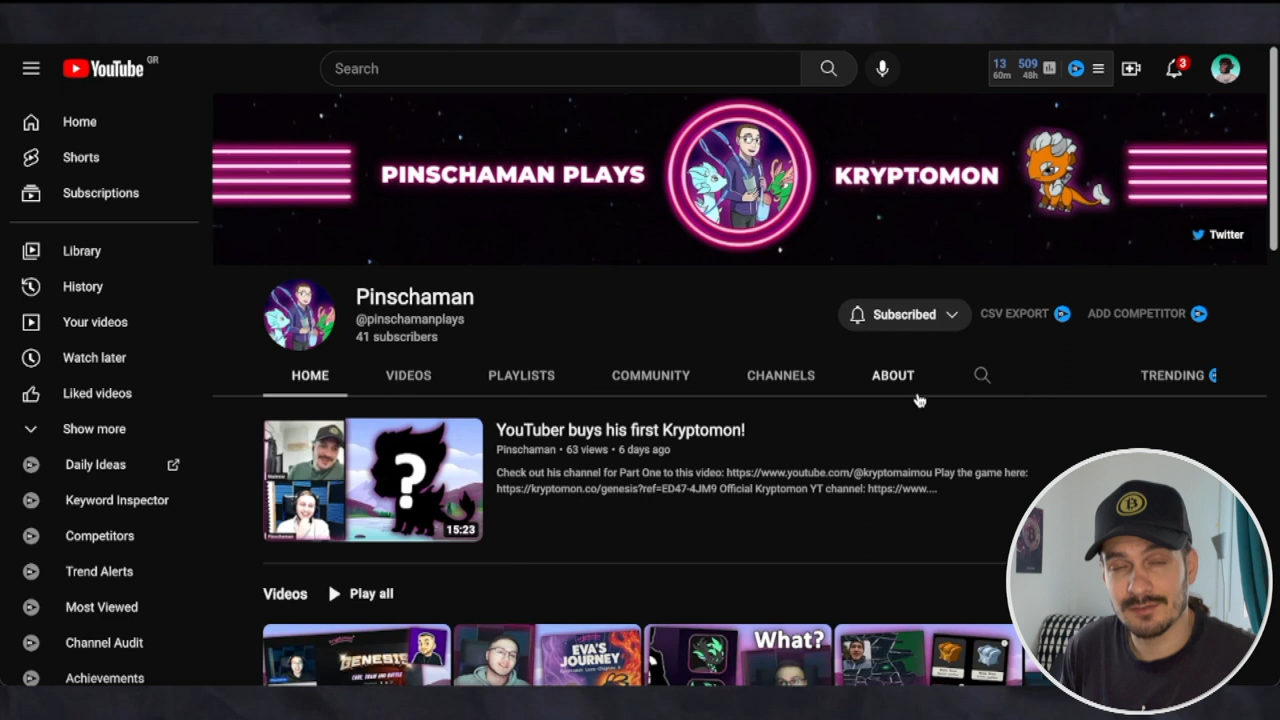 YouTube GR
Search
13 60m 509 48h
3
Home
Shorts
Subscriptions
Library
History
Your videos
Watch later
Liked videos
Show more
Daily Ideas
Keyword Inspector
Competitors
Trend Alerts
Most Viewed
Channel Audit
Achievements
PINSCHAMAN PLAYS
KRYPTOMON
Twitter
Pinschaman
@pinschamanplays
41 subscribers
Subscribed
CSV EXPORT
ADD COMPETITOR
HOME
VIDEOS
PLAYLISTS
COMMUNITY
CHANNELS
ABOUT
TRENDING
?
Pinschaman
15:23
YouTuber buys his first Kryptomon!
Pinschaman • 63 views • 6 days ago
Check out his channel for Part One to this video: https://www.youtube.com/@kryptomaimou Play the game here:
https://kryptomon.co/genesis?ref=ED47-4JM9 Official Kryptomon YT channel: https://www....
Videos
Play all
GENESIS
EVA'S
JOURNEY
What?